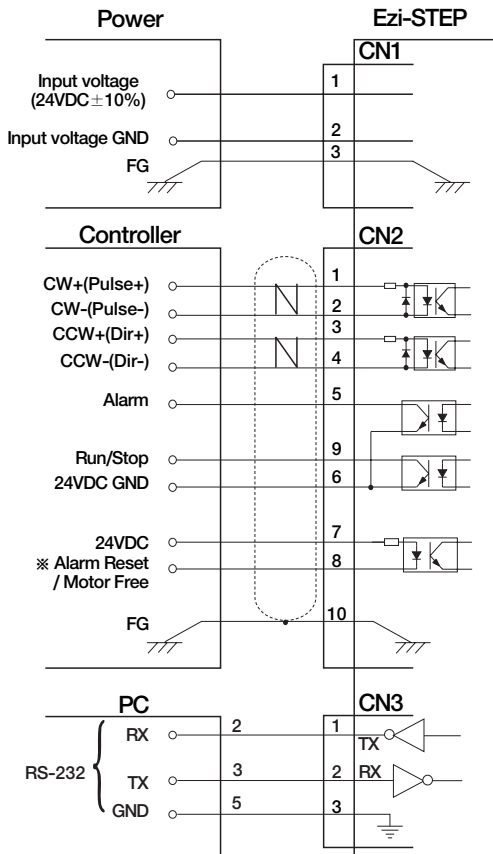 Power
Ezi-STEP
CN1
Input voltage
(24VDC±10%)
1
Input voltage GND
2
FG
3
Controller
CN2
CW+(Pulse+)
1
CW-(Pulse-)
2
CCW+(Dir+)
3
CCW-(Dir-)
4
Alarm
5
Run/Stop
9
24VDC GND
6
24VDC
7
※ Alarm Reset
/ Motor Free
8
FG
10
PC
CN3
RS-232
RX
2
1
TX
TX
3
2
RX
GND
5
3